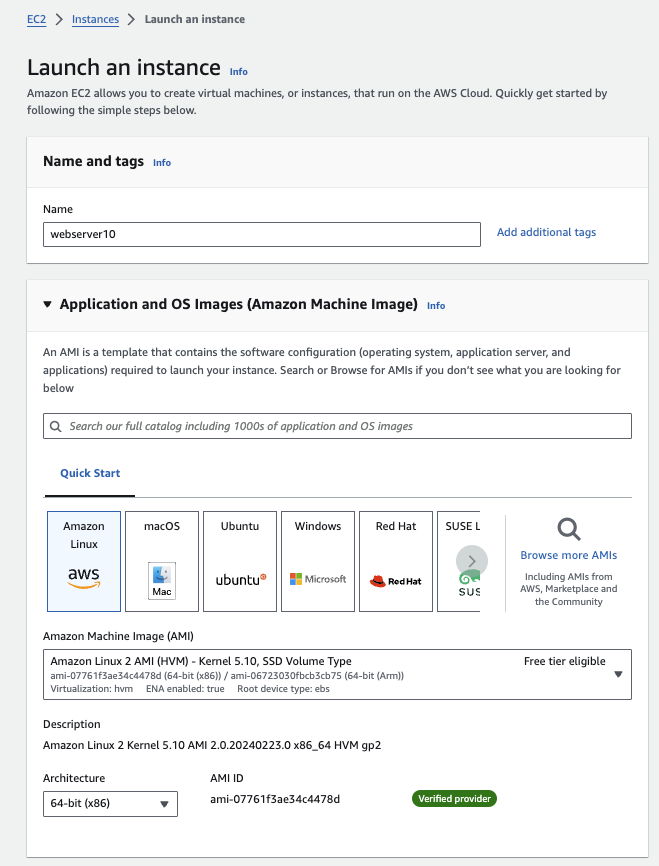 EC2 > Instances > Launch an instance
Launch an instance Info
Amazon EC2 allows you to create virtual machines, or instances, that run on the AWS Cloud. Quickly get started by
following the simple steps below.
Name and tags Info
Name
webserver10
Add additional tags
Application and OS Images (Amazon Machine Image) Info
An AMI is a template that contains the software configuration (operating system, application server, and
applications) required to launch your instance. Search or Browse for AMIs if you don't see what you are looking for
below
Search our full catalog including 1000s of application and OS images
Quick Start
Amazon
Linux
aws
macOS
Mac
Ubuntu
ubuntu
Windows
Microsoft
Red Hat
Red Hat
SUSE L
SUS
Browse more AMIs
Including AMIs from
AWS, Marketplace and
the Community
Amazon Machine Image (AMI)
Amazon Linux 2 AMI (HVM) - Kernel 5.10, SSD Volume Type
Free tier eligible
ami-07761f3ae34c4478d (64-bit (x86)) / ami-06723030fbcb3cb75 (64-bit (Arm))
Virtualization: hvm ENA enabled: true Root device type: ebs
Description
Amazon Linux 2 Kernel 5.10 AMI 2.0.20240223.0 x86_64 HVM gp2
Architecture
64-bit (x86)
AMI ID
ami-07761f3ae34c4478d
Verified provider